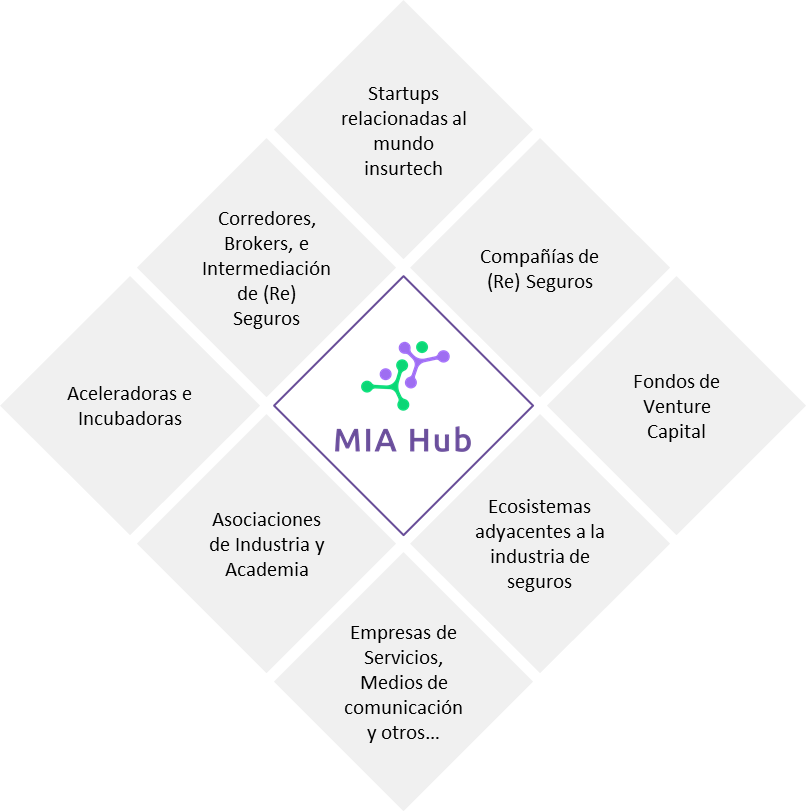 Startups
relacionadas al
mundo
insurtech
Corredores,
Brokers, e
Intermediación
de (Re)
Seguros
Compañías de
(Re) Seguros
Aceleradoras e
Incubadoras
MIA Hub
Fondos de
Venture
Capital
Asociaciones
de Industria y
Academia
Ecosistemas
adyacentes a la
industria de
seguros
Empresas de
Servicios,
Medios de
comunicación
y otros...